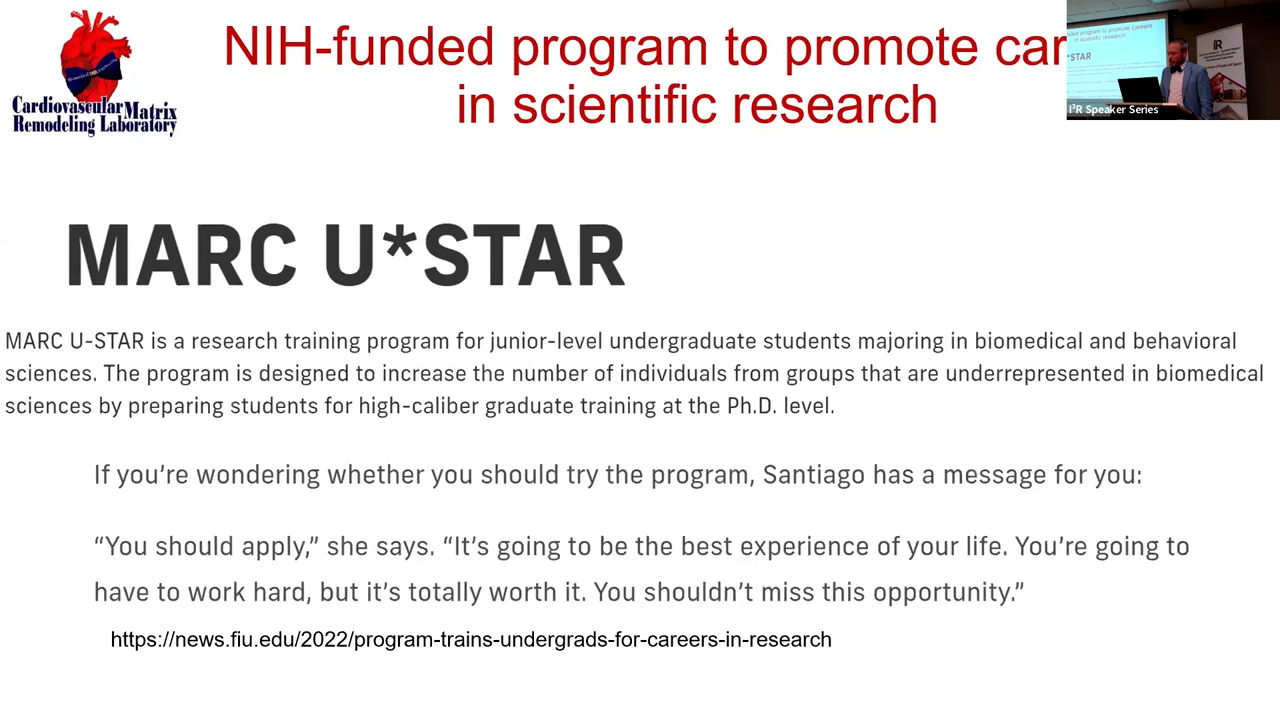 NIH-funded program to promote car
in scientific research
Cardiovascular Matrix
Remodeling Laboratory
*STAR
I³R Speaker Series
MARC U*STAR
MARC U-STAR is a research training program for junior-level undergraduate students majoring in biomedical and behavioral
sciences. The program is designed to increase the number of individuals from groups that are underrepresented in biomedical
sciences by preparing students for high-caliber graduate training at the Ph.D. level.
If you’re wondering whether you should try the program, Santiago has a message for you:
“You should apply,” she says. “It’s going to be the best experience of your life. You’re going to
have to work hard, but it’s totally worth it. You shouldn’t miss this opportunity.”
https://news.fiu.edu/2022/program-trains-undergrads-for-careers-in-research